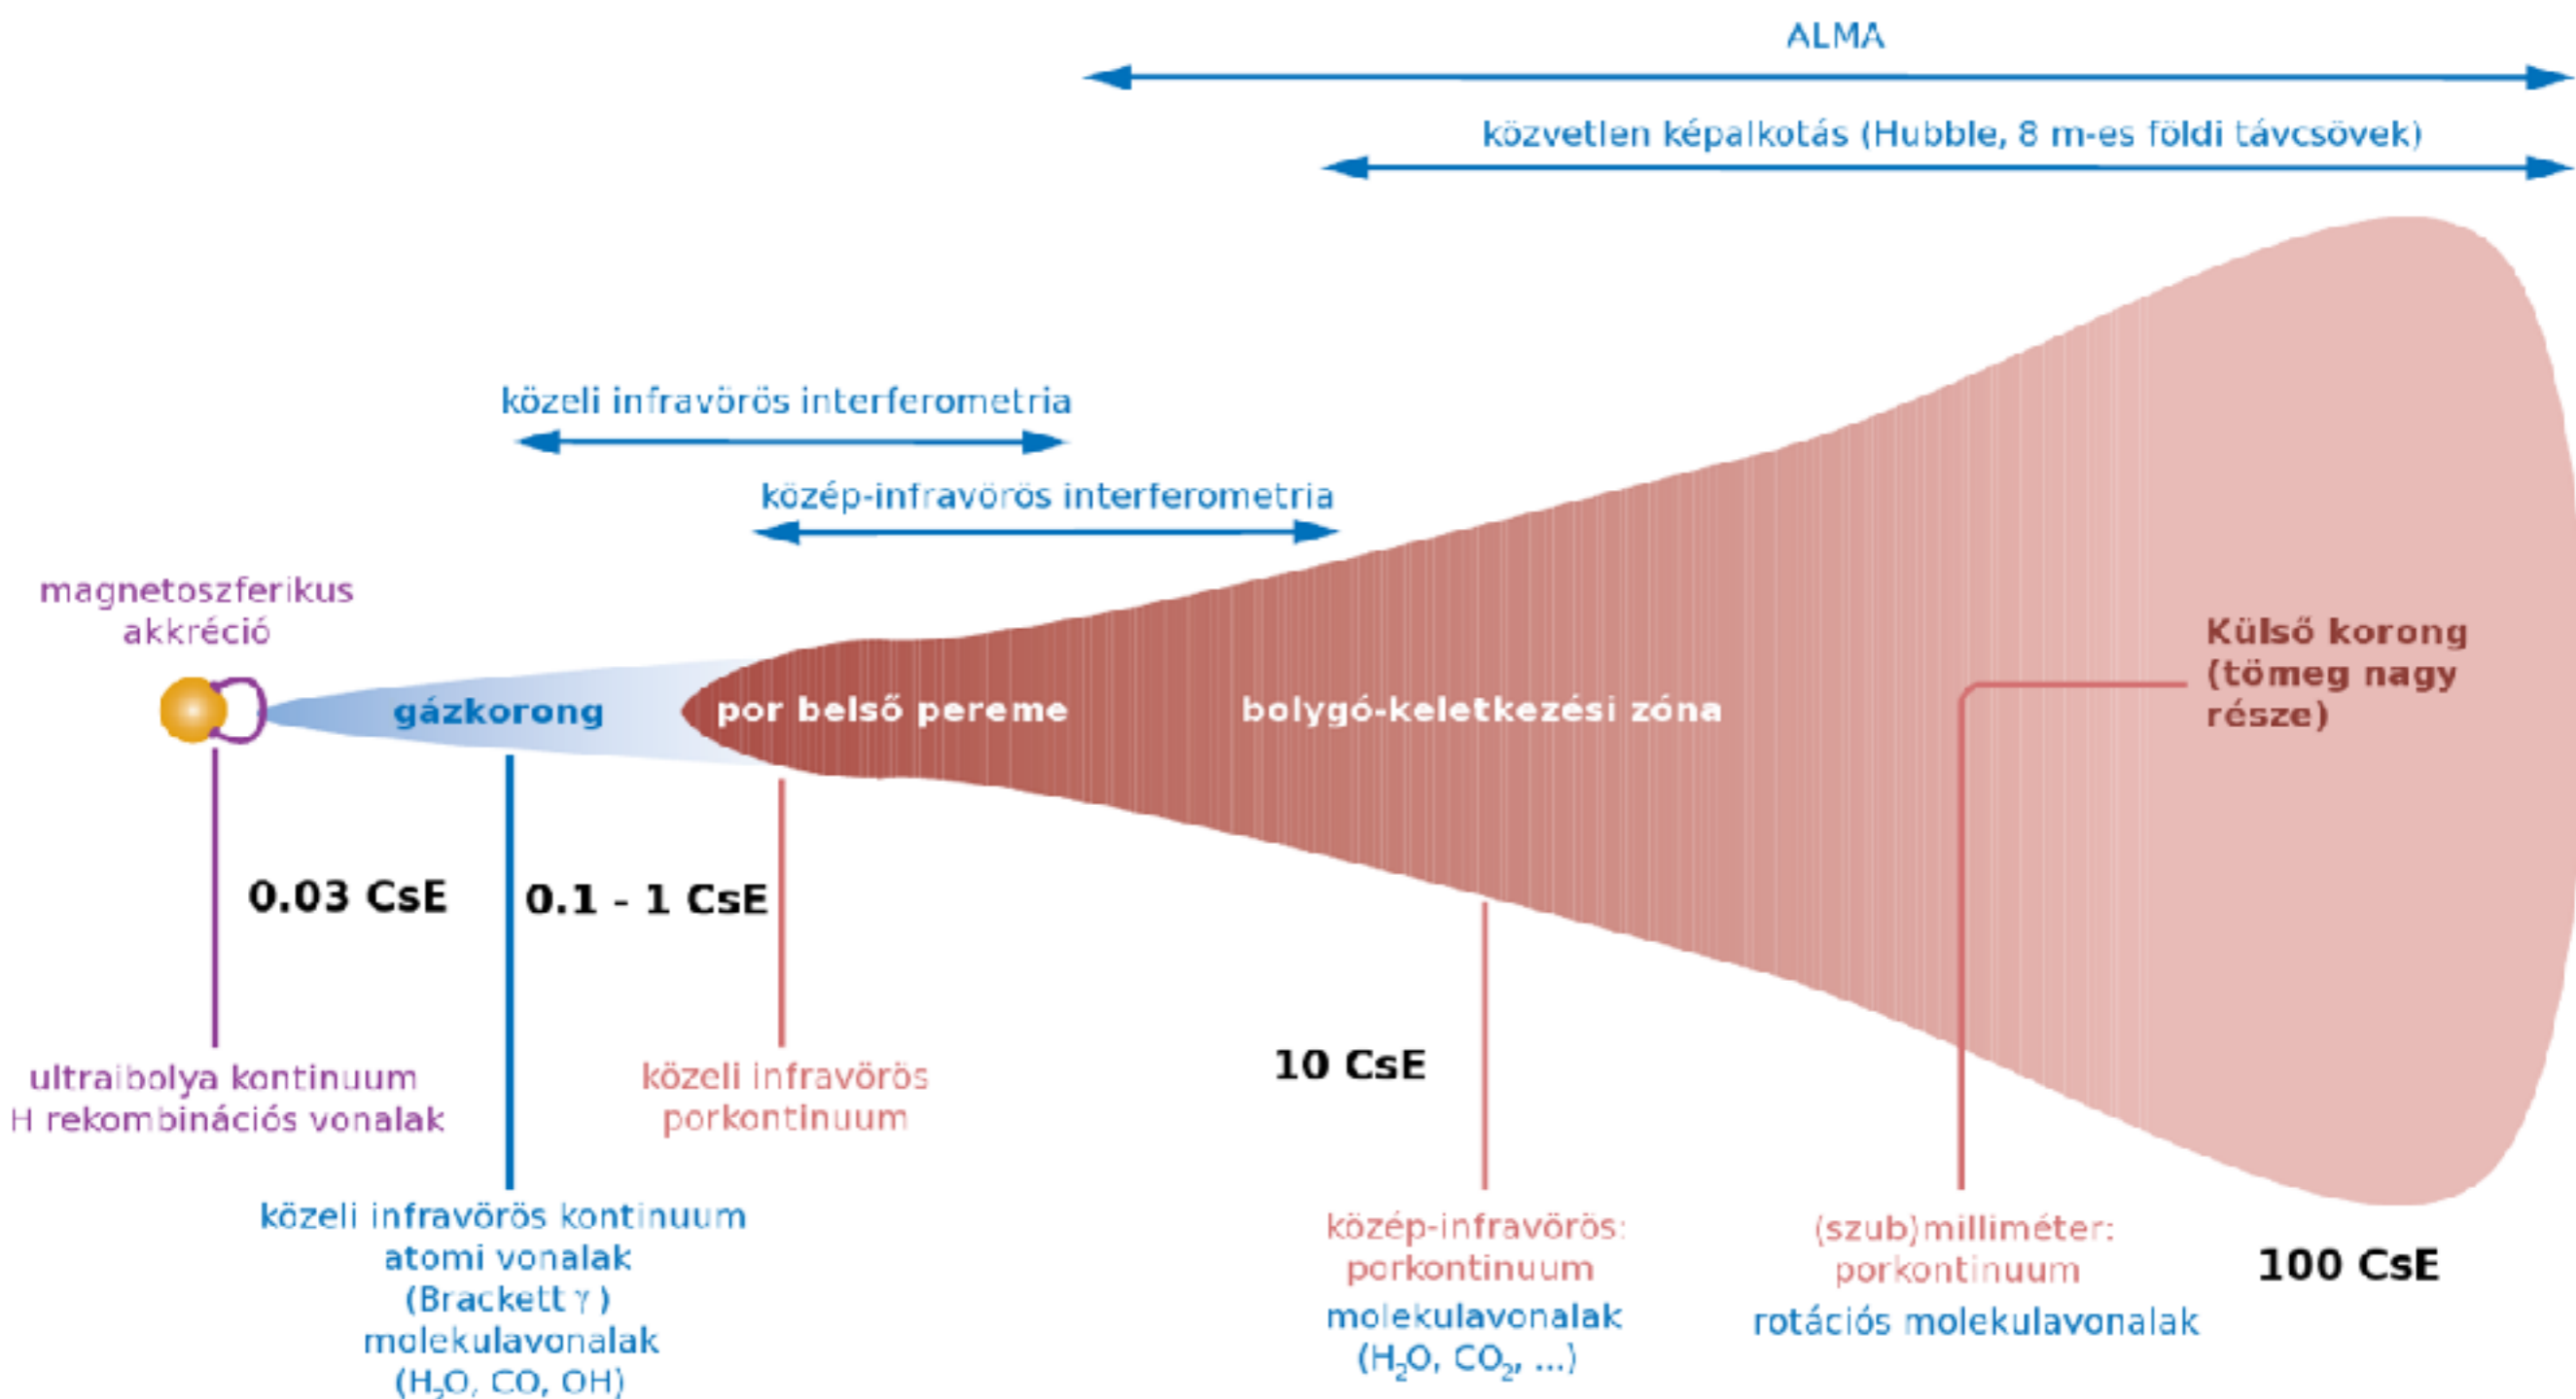 ALMA
közvetlen képalkotás (Hubble, 8 m-es földi távcsövek)
közeli infravörös interferometria
közép-infravörös interferometria
magnetoszferikus
akkréció
gázkorong
por belső pereme
bolygó-keletkezési zóna
Külső korong
(tömeg nagy
része)
0.03 CsE
0.1 - 1 CsE
10 CsE
100 CsE
ultraibolya kontinuum
H rekombinációs vonalak
közeli infravörös
porkontinuum
közeli infravörös kontinuum
atomi vonalak
(Brackett γ )
molekulavonalak
(H₂O, CO, OH)
közép-infravörös:
porkontinuum
molekulavonalak
(H₂O, CO₂, ...)
(szub)milliméter:
porkontinuum
rotációs molekulavonalak